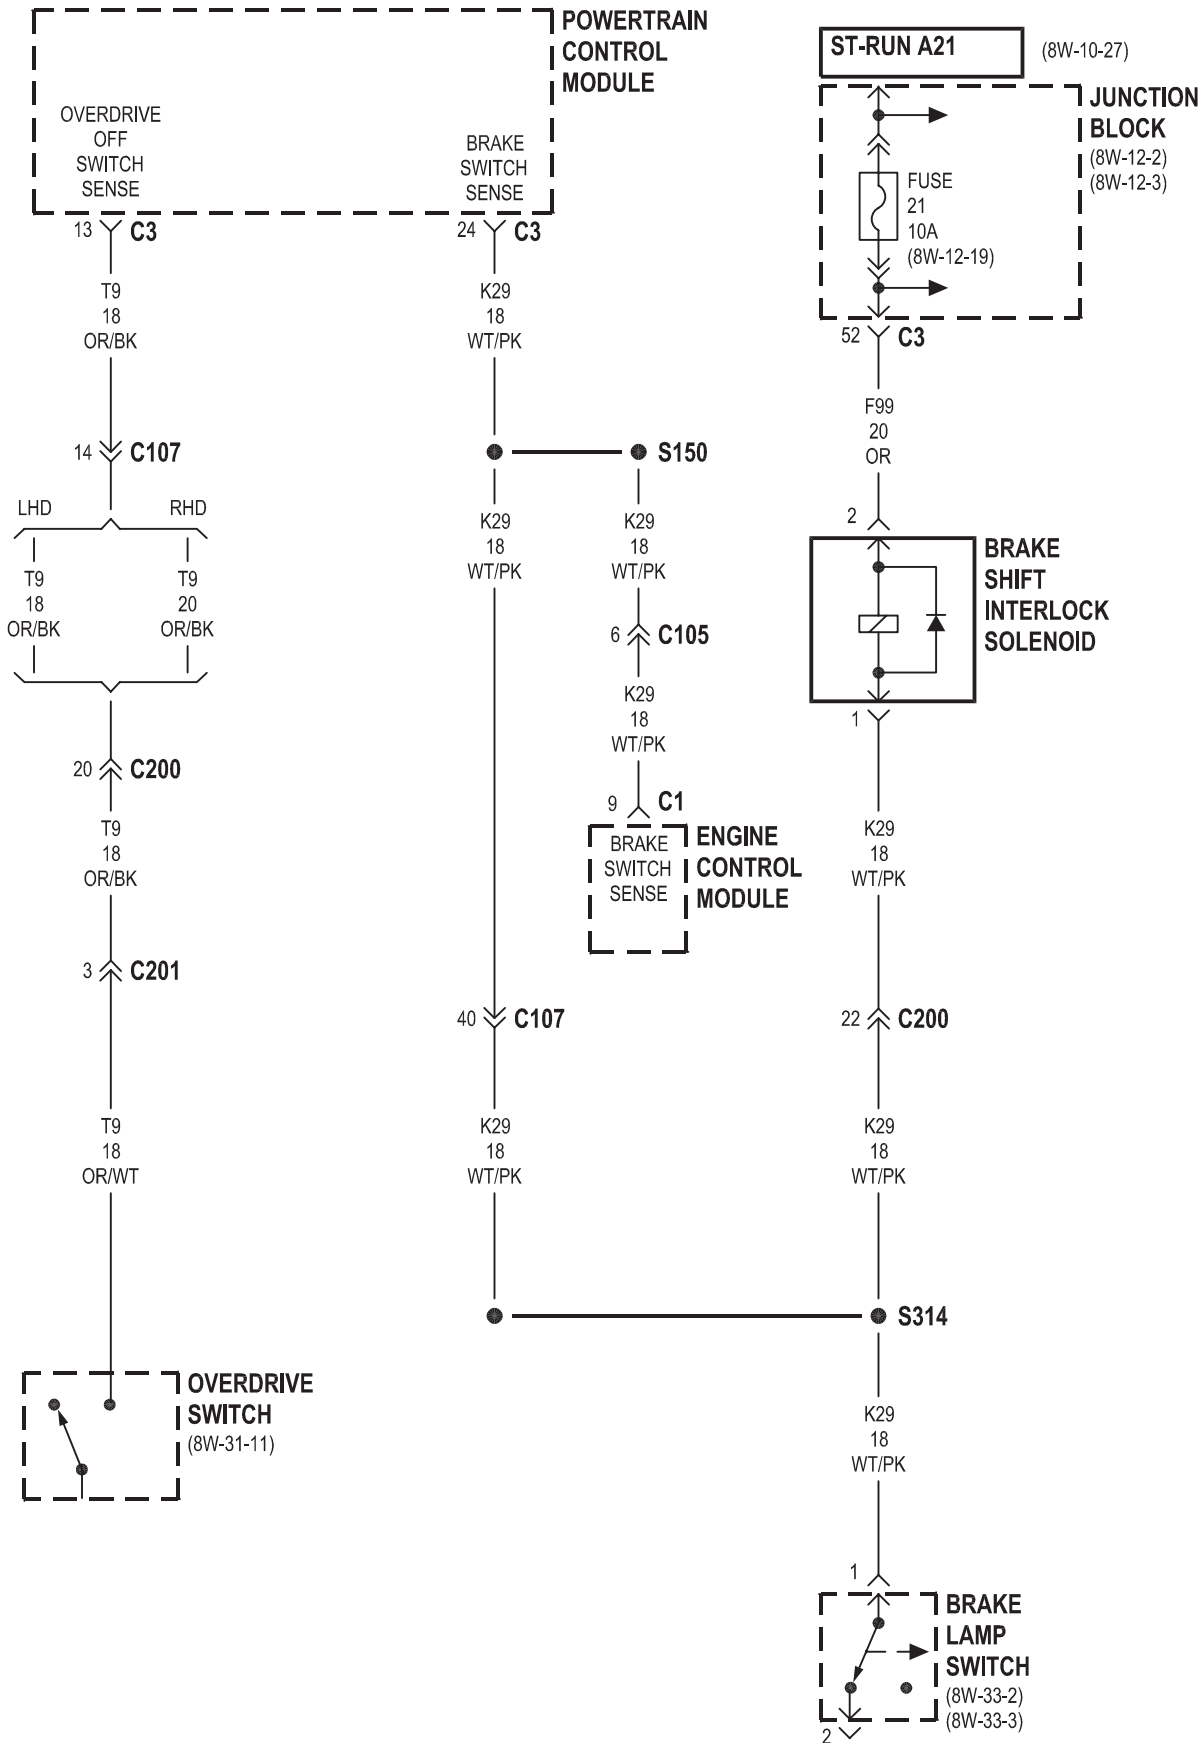 POWERTRAIN
CONTROL
MODULE
OVERDRIVE
OFF
SWITCH
SENSE
BRAKE
SWITCH
SENSE
ST-RUN A21
(8W-10-27)
JUNCTION
BLOCK
(8W-12-2)
(8W-12-3)
FUSE
21
10A
(8W-12-19)
13 C3
24 C3
52 C3
T9
18
OR/BK
K29
18
WT/PK
F99
20
OR
14 C107
S150
LHD
RHD
T9
18
OR/BK
T9
20
OR/BK
K29
18
WT/PK
K29
18
WT/PK
2
BRAKE
SHIFT
INTERLOCK
SOLENOID
1
6 C105
K29
18
WT/PK
20 C200
9 C1
BRAKE
SWITCH
SENSE
ENGINE
CONTROL
MODULE
T9
18
OR/BK
K29
18
WT/PK
3 C201
40 C107
22 C200
T9
18
OR/WT
K29
18
WT/PK
K29
18
WT/PK
S314
OVERDRIVE
SWITCH
(8W-31-11)
K29
18
WT/PK
1
BRAKE
LAMP
SWITCH
(8W-33-2)
(8W-33-3)
2